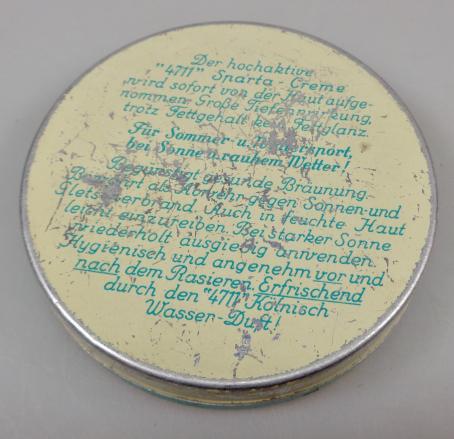 Der hochaktive
"4711" Sparta-Creme
wird sofort von der Haut aufge-
nommen. Große Tiefenwirkung,
trotz Fettgehalt kein Fettglanz.
Für Sommer u. Wintersport,
bei Sonne u. rauhem Wetter!
Begünstigt gesunde Bräunung.
Bewährt als Abwehr gegen Sonnen-und
Gletscherbrand. Auch in feuchte Haut
leicht einzureiben. Bei starker Sonne
wiederholt ausgiebig anwenden.
Hygienisch und angenehm vor und
nach dem Rasieren. Erfrischend
durch den "4711" Kölnisch
Wasser-Duft!